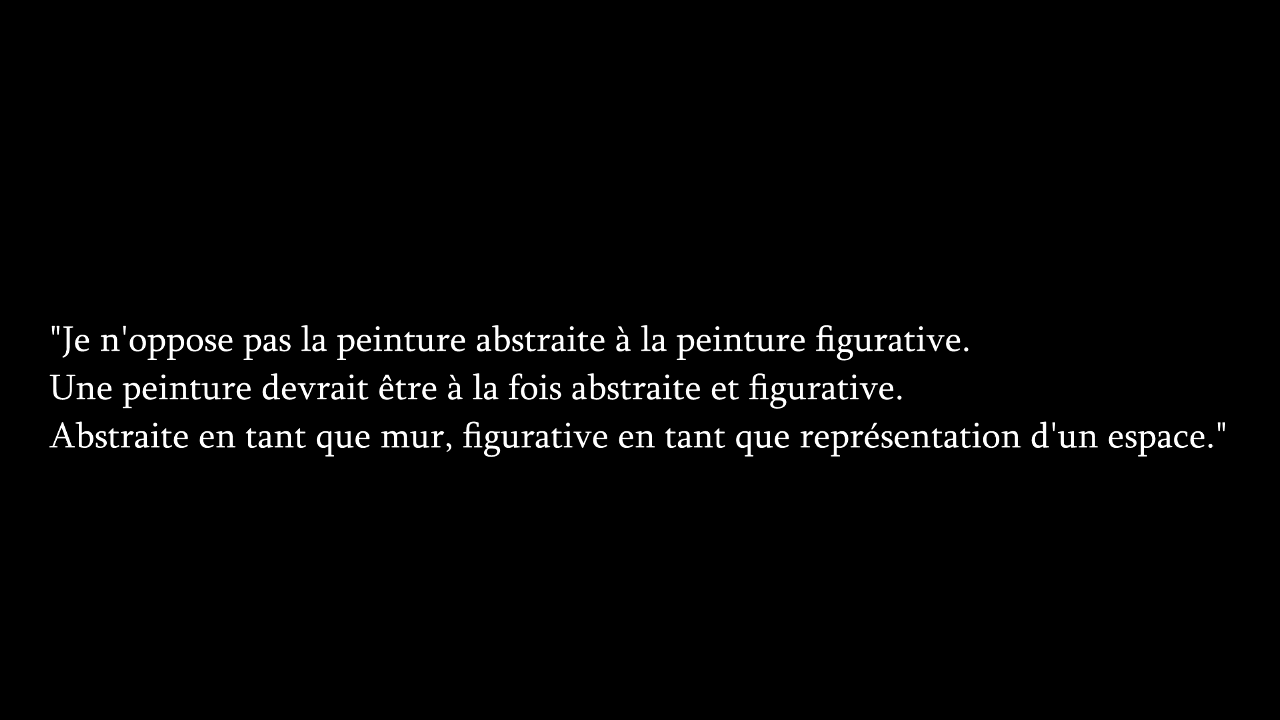 "Je n'oppose pas la peinture abstraite à la peinture figurative.
Une peinture devrait être à la fois abstraite et figurative.
Abstraite en tant que mur, figurative en tant que représentation d'un espace."